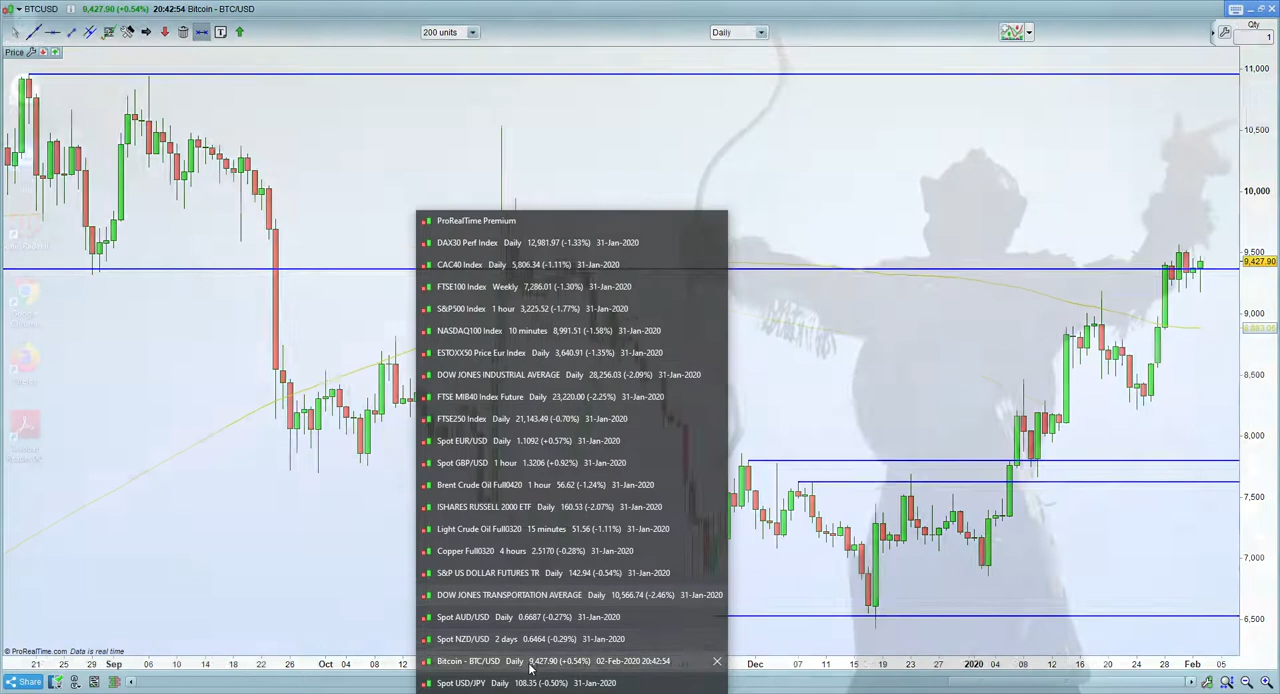 BTCUSD 9,427.90 (+0.54%) 20:42:54 Bitcoin - BTC/USD
200 units
Daily
Qty
1
Price
11,000
10,500
10,000
9,500
9,427.90
9,000
8,500
8,000
7,500
7,000
6,500
ProRealTime Premium
DAX30 Perf Index Daily 12,981.97 (-1.33%) 31-Jan-2020
CAC40 Index Daily 5,806.34 (-1.11%) 31-Jan-2020
FTSE100 Index Weekly 7,286.01 (-1.30%) 31-Jan-2020
S&P500 Index 1 hour 3,225.52 (-1.77%) 31-Jan-2020
NASDAQ100 Index 10 minutes 8,991.51 (-1.58%) 31-Jan-2020
ESTOXX50 Price Eur Index Daily 3,640.91 (-1.35%) 31-Jan-2020
DOW JONES INDUSTRIAL AVERAGE Daily 28,256.03 (-2.09%) 31-Jan-2020
FTSE MIB40 Index Future Daily 23,220.00 (-2.25%) 31-Jan-2020
FTSE250 Index Daily 21,143.49 (-0.70%) 31-Jan-2020
Spot EUR/USD Daily 1.1092 (+0.57%) 31-Jan-2020
Spot GBP/USD 1 hour 1.3206 (+0.92%) 31-Jan-2020
Brent Crude Oil Full0420 1 hour 56.62 (-1.24%) 31-Jan-2020
ISHARES RUSSELL 2000 ETF Daily 160.53 (-2.07%) 31-Jan-2020
Light Crude Oil Full0320 15 minutes 51.56 (-1.11%) 31-Jan-2020
Copper Full0320 4 hours 2.5170 (-0.28%) 31-Jan-2020
S&P US DOLLAR FUTURES TR Daily 142.94 (-0.54%) 31-Jan-2020
DOW JONES TRANSPORTATION AVERAGE Daily 10,566.74 (-2.46%) 31-Jan-2020
Spot AUD/USD Daily 0.6687 (-0.27%) 31-Jan-2020
Spot NZD/USD 2 days 0.6464 (-0.29%) 31-Jan-2020
Bitcoin - BTC/USD Daily 9,427.90 (+0.54%) 02-Feb-2020 20:42:54
Spot USD/JPY Daily 108.35 (-0.50%) 31-Jan-2020
© ProRealTime.com Data is real time
21 29 Sep 06 14 19 24 Oct 03 08 12 Dec 07 11 19 23 30 2020 04 08 12 16 20 24 28 Feb 05
Share